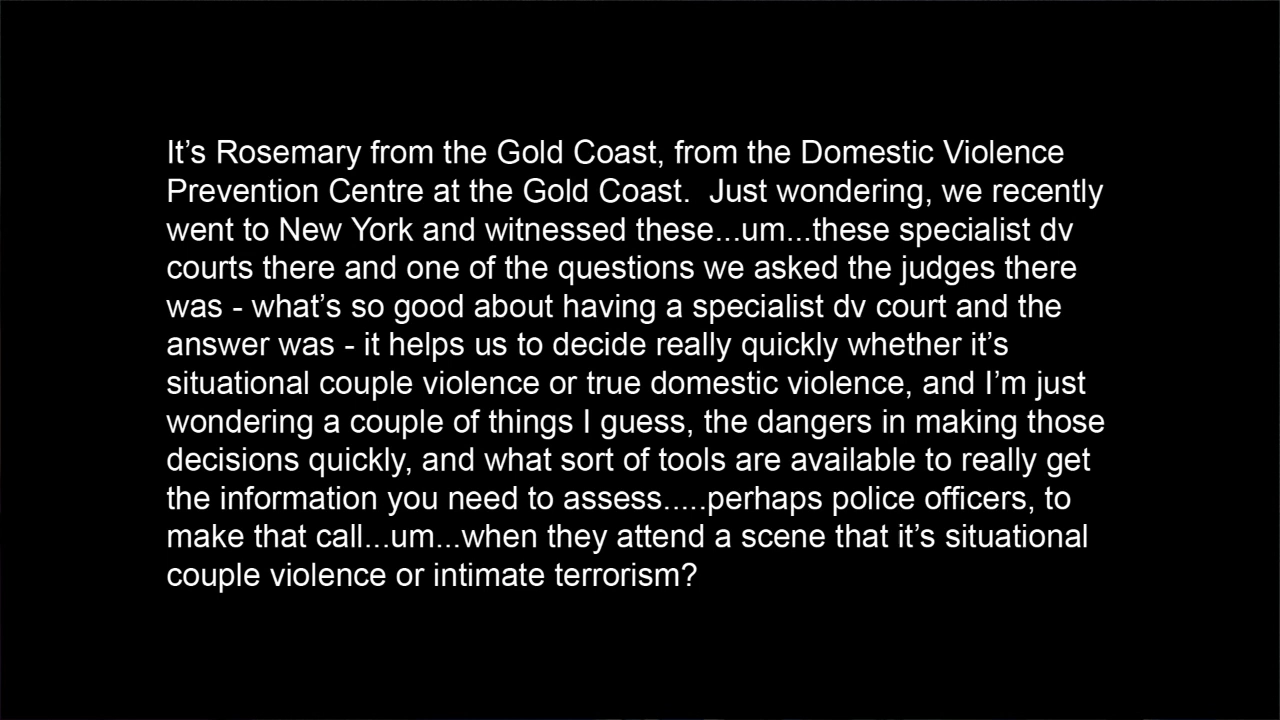 It’s Rosemary from the Gold Coast, from the Domestic Violence
Prevention Centre at the Gold Coast.  Just wondering, we recently
went to New York and witnessed these...um...these specialist dv
courts there and one of the questions we asked the judges there
was - what’s so good about having a specialist dv court and the
answer was - it helps us to decide really quickly whether it’s
situational couple violence or true domestic violence, and I’m just
wondering a couple of things I guess, the dangers in making those
decisions quickly, and what sort of tools are available to really get
the information you need to assess.....perhaps police officers, to
make that call...um...when they attend a scene that it’s situational
couple violence or intimate terrorism?